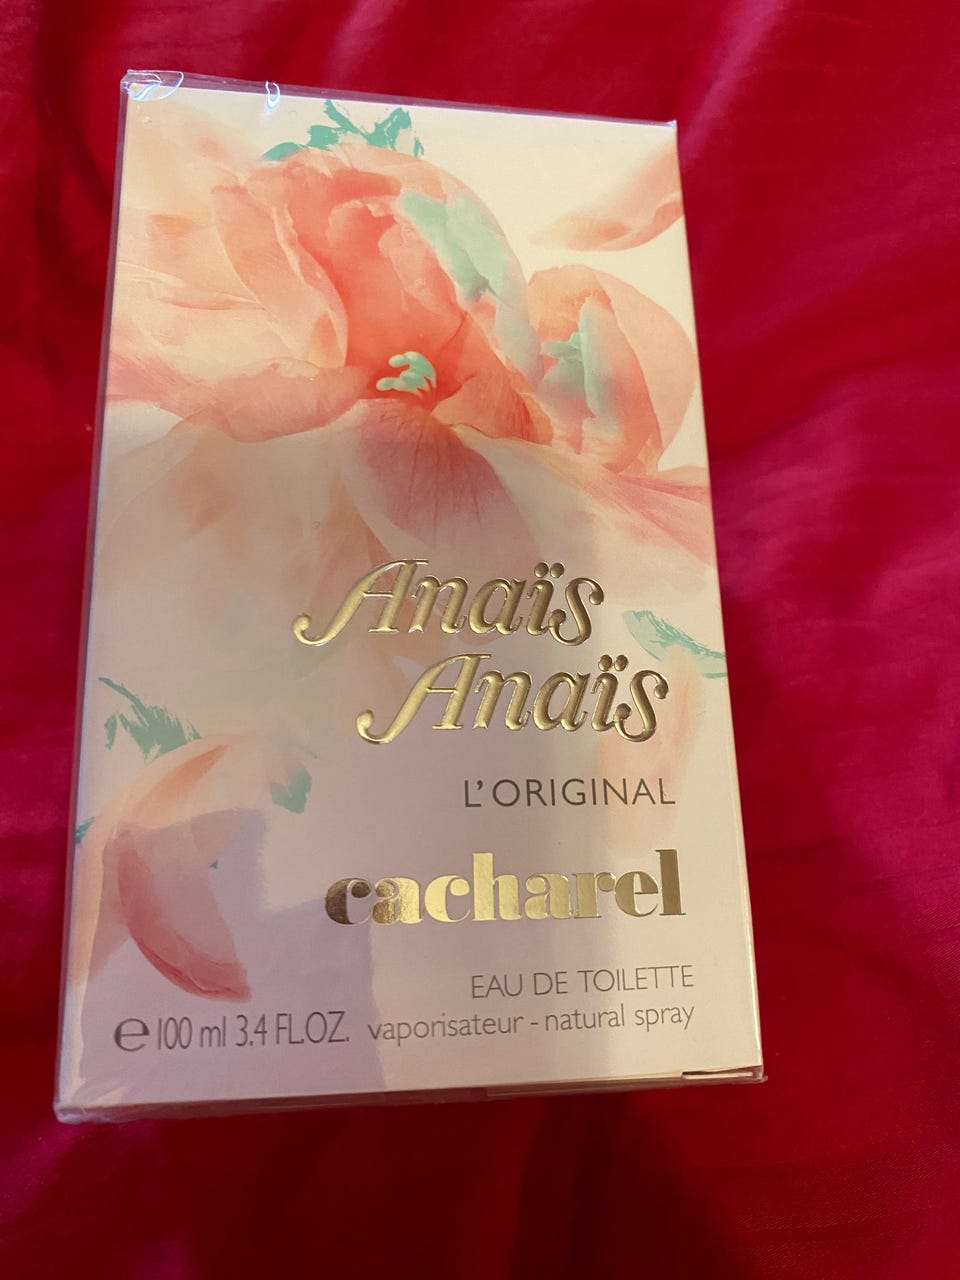 Anaïs
Anaïs
L'ORIGINAL
cacharel
EAU DE TOILETTE
℮100 ml 3.4 FL.OZ. vaporisateur - natural spray